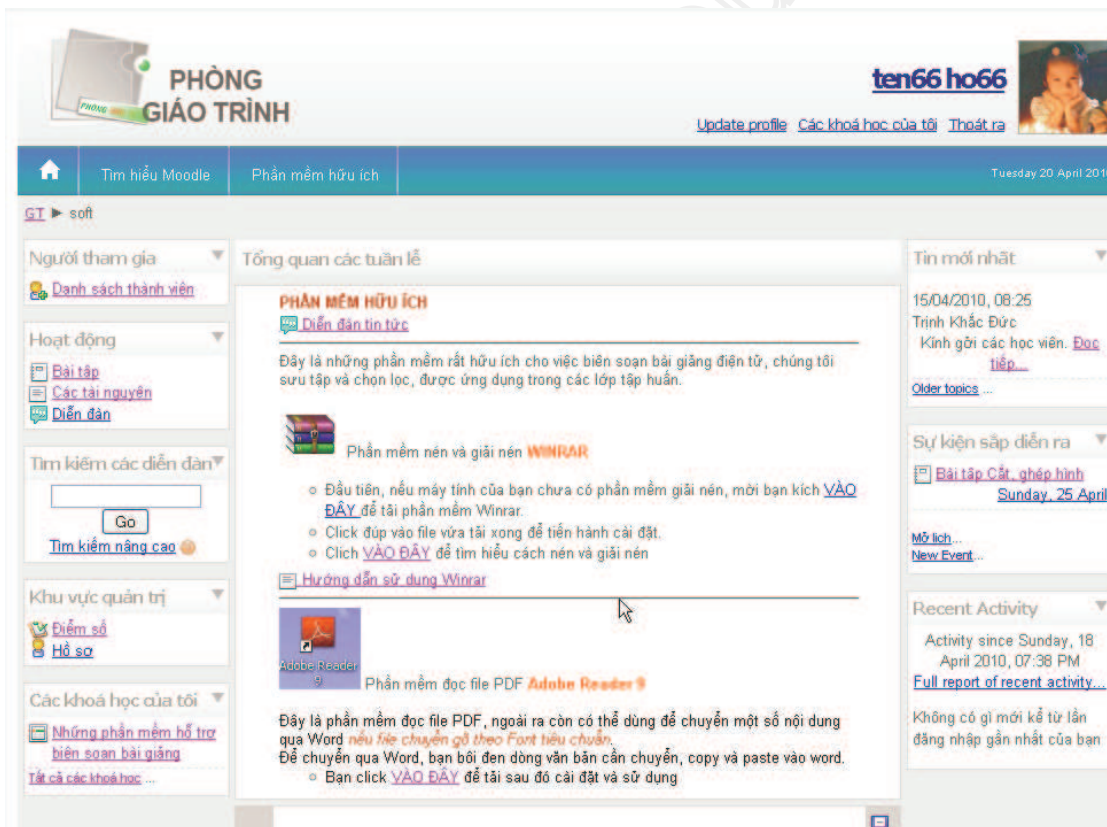 PHÒNG
GIÁO TRÌNH
ten66 ho66
Update profile Các khoá học của tôi Thoát ra
Tìm hiểu Moodle Phần mềm hữu ích Tuesday 20 April 201
GT ► soft
Người tham gia
Danh sách thành viên
Hoạt động
Bài tập
Các tài nguyên
Diễn đàn
Tìm kiếm các diễn đàn
Go
Tìm kiếm nâng cao
Khu vực quản trị
Điểm số
Hồ sơ
Các khoá học của tôi
Những phần mềm hỗ trợ
biên soạn bài giảng
Tất cả các khoá học ...
Tổng quan các tuần lễ
PHẦN MỀM HỮU ÍCH
Diễn đàn tin tức
Đây là những phần mềm rất hữu ích cho việc biên soạn bài giảng điện tử, chúng tôi
sưu tập và chọn lọc, được ứng dụng trong các lớp tập huấn.
Phần mềm nén và giải nén WINRAR
Đầu tiên, nếu máy tính của bạn chưa có phần mềm giải nén, mời bạn kích VÀO
ĐÂY để tải phần mềm Winrar.
Click đúp vào file vừa tải xong để tiến hành cài đặt.
Clich VÀO ĐÂY để tìm hiểu cách nén và giải nén
Hướng dẫn sử dụng Winrar
Adobe Reader
9
Phần mềm đọc file PDF Adobe Reader 9
Đây là phần mềm đọc file PDF, ngoài ra còn có thể dùng để chuyển một số nội dung
qua Word nếu file chuyển gõ theo Font tiêu chuẩn.
Để chuyển qua Word, bạn bôi đen dòng văn bản cần chuyển, copy và paste vào word.
Bạn click VÀO ĐÂY để tải sau đó cài đặt và sử dụng
Tin mới nhất
15/04/2010, 08:25
Trịnh Khắc Đức
Kính gởi các học viên. Đọc
tiếp...
Older topics ...
Sự kiện sắp diễn ra
Bài tập Cắt, ghép hình
Sunday, 25 April
Mở lịch...
New Event...
Recent Activity
Activity since Sunday, 18
April 2010, 07:38 PM
Full report of recent activity...
Không có gì mới kể từ lần
đăng nhập gần nhất của bạn